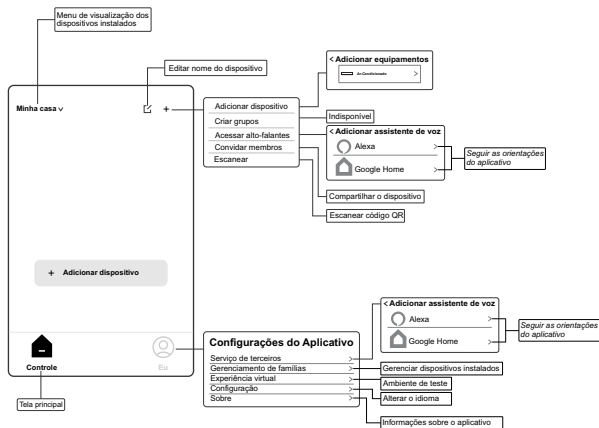 Menu de visualização dos
dispositivos instalados
Editar nome do dispositivo
Minha casa
+
Adicionar dispositivo
Criar grupos
Acessar alto-falantes
Convidar membros
Escanear
< Adicionar equipamentos
Ar-Condicionado >
Indisponível
< Adicionar assistente de voz
Alexa >
Google Home >
Seguir as orientações
do aplicativo
Compartilhar o dispositivo
Escanear código QR
+ Adicionar dispositivo
Controle
Eu
Tela principal
Configurações do Aplicativo
Serviço de terceiros >
Gerenciamento de famílias >
Experiência virtual >
Configuração >
Sobre >
< Adicionar assistente de voz
Alexa >
Google Home >
Seguir as orientações
do aplicativo
Gerenciar dispositivos instalados
Ambiente de teste
Alterar o idioma
Informações sobre o aplicativo